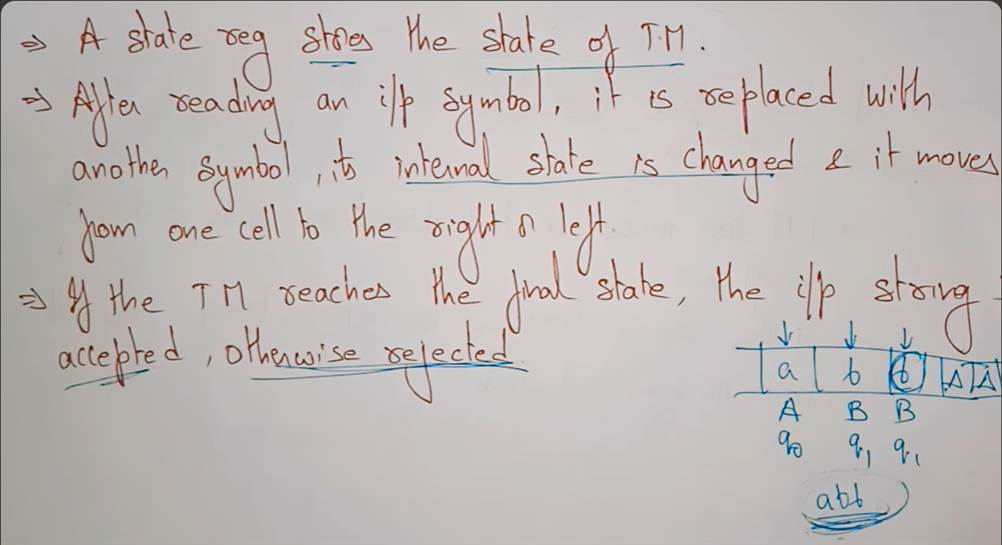 ⇒ A state reg stores the state of T.M.
⇒ After reading an i/p symbol, it is replaced with
another symbol, its internal state is changed & it moves
from one cell to the right or left.
⇒ If the TM reaches the final state, the i/p string
accepted, otherwise rejected.
↓ ↓ ↓
a b b Δ Δ
A B B
q0 q1 q1
abb